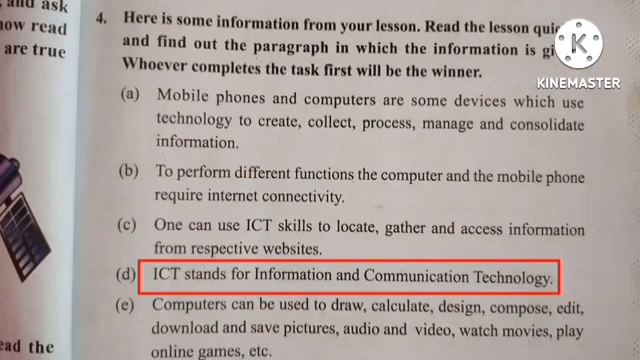 and ask
now read
are true
4. Here is some information from your lesson. Read the lesson
and find out the paragraph in which the information is
Whoever completes the task first will be the winner.
K
KINEMASTER
(a) Mobile phones and computers are some devices which use
technology to create, collect, process, manage and consolidate
information.
(b) To perform different functions the computer and the mobile phone
require internet connectivity.
(c) One can use ICT skills to locate, gather and access information
from respective websites.
(d) ICT stands for Information and Communication Technology.
(e) Computers can be used to draw, calculate, design, compose, edit,
download and save pictures, audio and video, watch movies, play
online games, etc.
ead the